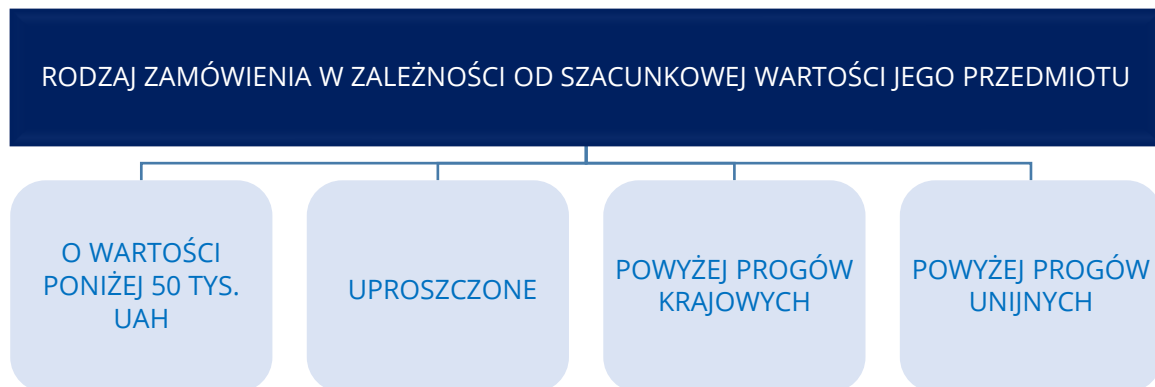 RODZAJ ZAMÓWIENIA W ZALEŻNOŚCI OD SZACUNKOWEJ WARTOŚCI JEGO PRZEDMIOTU
O WARTOŚCI
PONIŻEJ 50 TYS.
UAH
UPROSZCZONE
POWYŻEJ PROGÓW
KRAJOWYCH
POWYŻEJ PROGÓW
UNIJNYCH